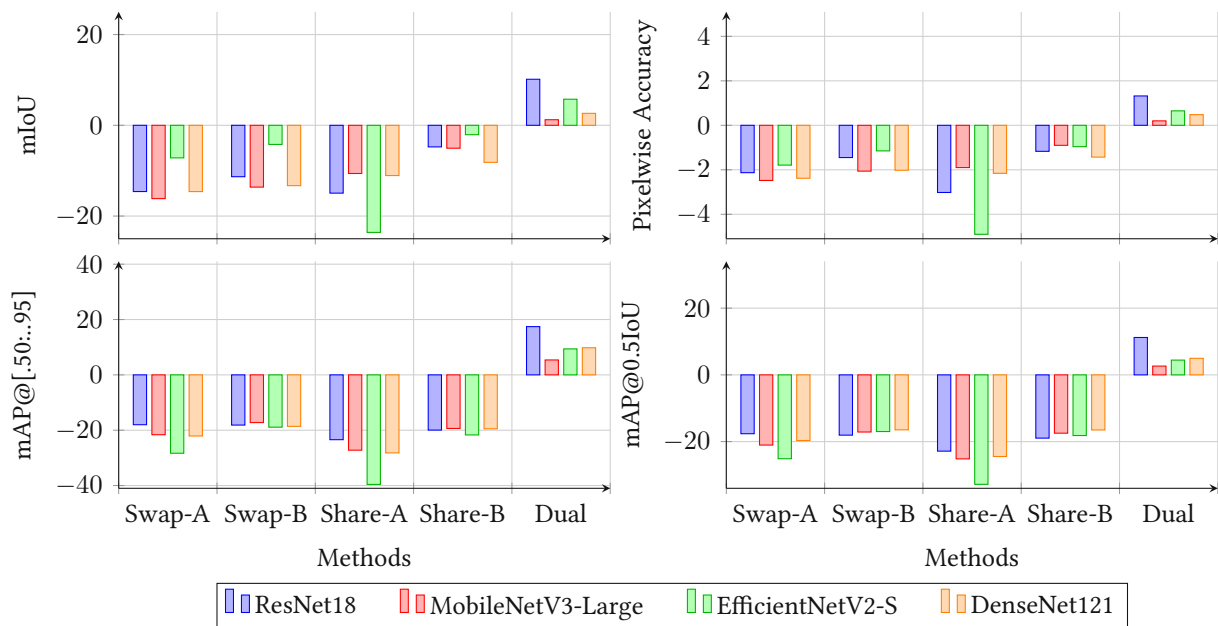 20
0
−20
mIoU
4
2
0
−2
−4
Pixelwise Accuracy
40
20
0
−20
−40
mAP@[.50:..95]
20
0
−20
mAP@0.5IoU
Swap-A Swap-B Share-A Share-B Dual
Methods
Swap-A Swap-B Share-A Share-B Dual
Methods
ResNet18 MobileNetV3-Large EfficientNetV2-S DenseNet121